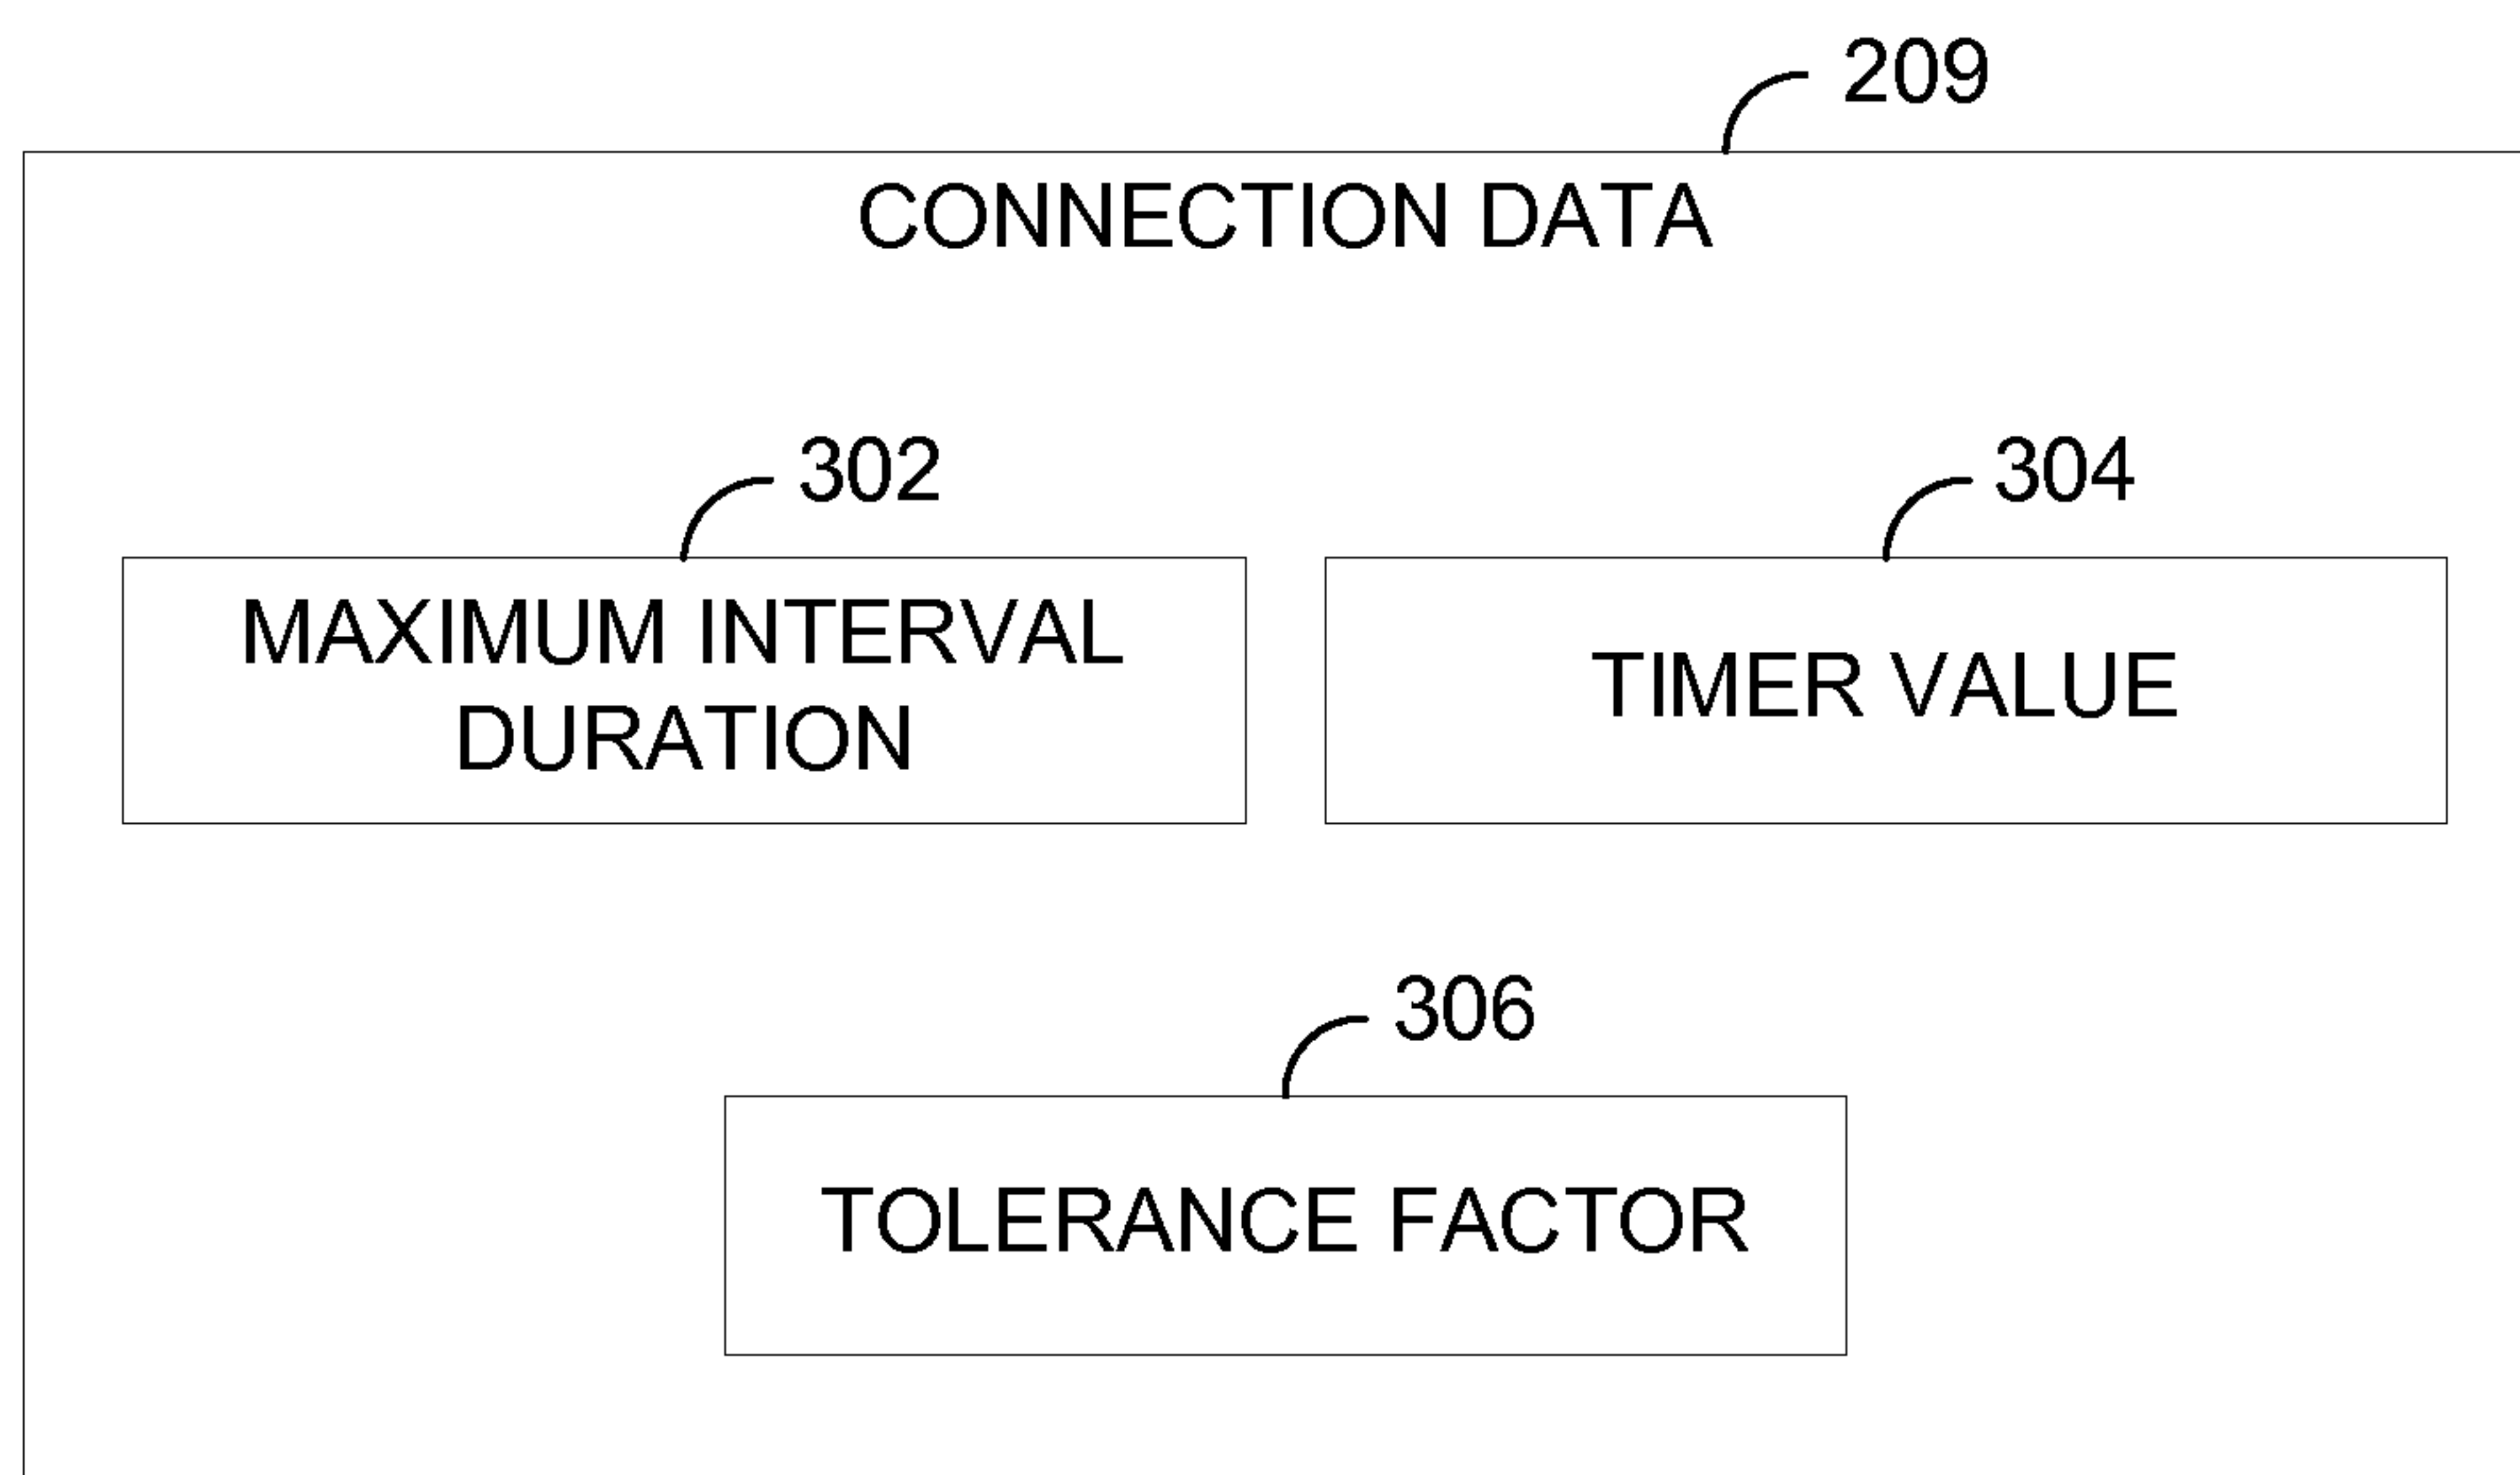 209
CONNECTION DATA
302
304
MAXIMUM INTERVAL
DURATION
TIMER VALUE
306
TOLERANCE FACTOR